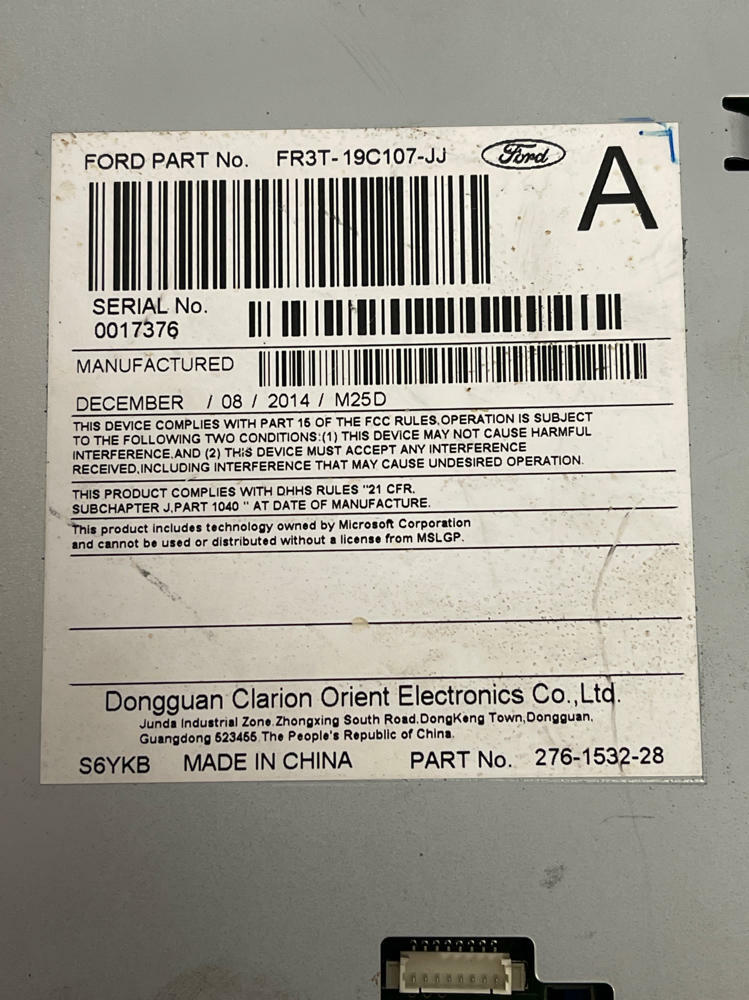 FORD PART No. FR3T-19C107-JJ Ford A
SERIAL No.
0017376
MANUFACTURED
DECEMBER / 08 / 2014 / M25D
THIS DEVICE COMPLIES WITH PART 15 OF THE FCC RULES.OPERATION IS SUBJECT
TO THE FOLLOWING TWO CONDITIONS:(1) THIS DEVICE MAY NOT CAUSE HARMFUL
INTERFERENCE,AND (2) THIS DEVICE MUST ACCEPT ANY INTERFERENCE
RECEIVED,INCLUDING INTERFERENCE THAT MAY CAUSE UNDESIRED OPERATION.
THIS PRODUCT COMPLIES WITH DHHS RULES "21 CFR.
SUBCHAPTER J.PART 1040 " AT DATE OF MANUFACTURE.
This product includes technology owned by Microsoft Corporation
and cannot be used or distributed without a license from MSLGP.
Dongguan Clarion Orient Electronics Co.,Ltd.
Junda Industrial Zone.Zhongxing South Road.DongKeng Town,Dongguan,
Guangdong 523455.The People's Republic of China.
S6YKB MADE IN CHINA PART No. 276-1532-28